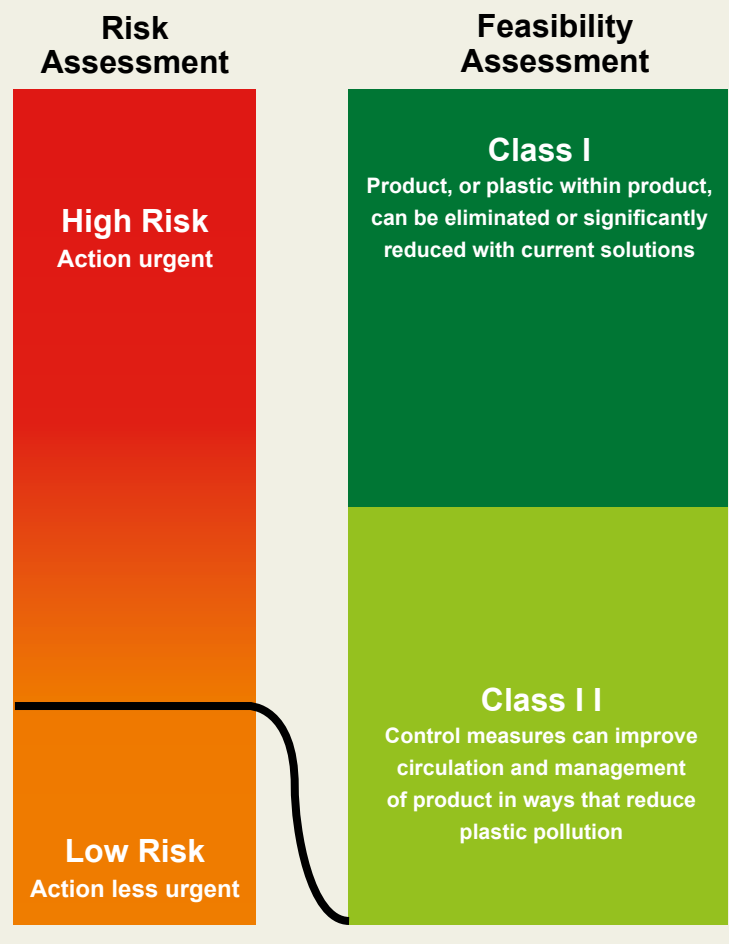 Risk
Assessment
High Risk
Action urgent
Low Risk
Action less urgent
Feasibility
Assessment
Class I
Product, or plastic within product,
can be eliminated or significantly
reduced with current solutions
Class I I
Control measures can improve
circulation and management
of product in ways that reduce
plastic pollution